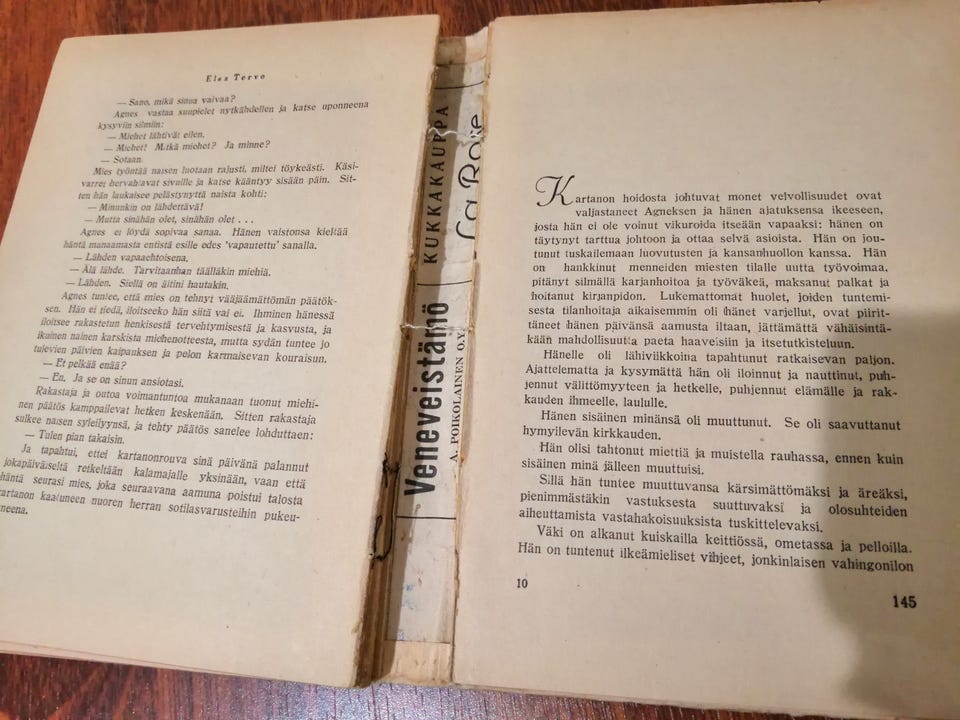 Elsa Tervo
— Sano, mikä sinua vaivaa?
Agnes vastaa suupielet nytkähdellen ja katse uponneena
kysyviin silmiin:
— Miehet lähtivät eilen.
— Miehet! Mitkä miehet? Ja minne?
— Sotaan.
Mies työntää naisen luotaan rajusti, miltei töykeästi. Käsi-
varret hervahtavat sivuille ja katse kääntyy sisään päin. Sit-
ten hän laukaisee pelästynyttä naista kohti:
— Minunkin on lähdettävä!
— Mutta sinähän olet, sinähän olet . . .
Agnes ei löydä sopivaa sanaa. Hänen vaistonsa kieltää
häntä manaamasta entistä esille edes 'vapautettu' sanalla.
— Lähden vapaaehtoisena.
— Älä lähde. Tarvitaanhan täälläkin miehiä.
— Lähden. Siellä on äitini hautakin.
Agnes tuntee, että mies on tehnyt vääjäämättömän päätök-
sen. Hän ei tiedä, iloitseeko hän siitä vai ei. Ihminen hänessä
iloitsee rakastetun henkisestä tervehtymisestä ja kasvusta, ja
ikuinen nainen karskista miehenotteesta, mutta sydän tuntee jo
tulevien päivien kaipauksen ja pelon karmaisevan kouraisun.
— Et pelkää enää?
— En. Ja se on sinun ansiotasi.
Rakastaja ja outoa voimantuntoa mukanaan tuonut miehi-
nen päätös kamppailevat hetken keskenään. Sitten rakastaja
sulkee naisen syleilyynsä, ja tehty päätös sanelee lohduttaen:
— Tulen pian takaisin.
Ja tapahtui, ettei kartanonrouva sinä päivänä palannut
jokapäiväiseltä retkeltään kalamajalle yksinään, vaan että
häntä seurasi mies, joka seuraavana aamuna poistui talosta
kartanon kaatuneen nuoren herran sotilasvarusteihin pukeu-
tuneena.
KUKKAKAUPPA
La Rose
Veneveistämö
A. POIKOLAINEN O.Y.
Kartanon hoidosta johtuvat monet velvollisuudet ovat
valjastaneet Agneksen ja hänen ajatuksensa ikeeseen,
josta hän ei ole voinut vikuroida itseään vapaaksi: hänen on
täytynyt tarttua johtoon ja ottaa selvä asioista. Hän on jou-
tunut tuskailemaan luovutusten ja kansanhuollon kanssa. Hän
on hankkinut menneiden miesten tilalle uutta työvoimaa,
pitänyt silmällä karjanhoitoa ja työväkeä, maksanut palkat ja
hoitanut kirjanpidon. Lukemattomat huolet, joiden tuntemi-
sesta tilanhoitaja aikaisemmin oli hänet varjellut, ovat piirit-
täneet hänen päivänsä aamusta iltaan, jättämättä vähäisintä-
kään mahdollisuutta paeta haaveisiin ja itsetutkisteluun.
Hänelle oli lähiviikkoina tapahtunut ratkaisevan paljon.
Ajattelematta ja kysymättä hän oli iloinnut ja nauttinut, puh-
jennut välittömyyteen ja hetkelle, puhjennut elämälle ja rak-
kauden ihmeelle, laululle.
Hänen sisäinen minänsä oli muuttunut. Se oli saavuttanut
hymyilevän kirkkauden.
Hän olisi tahtonut miettiä ja muistella rauhassa, ennen kuin
sisäinen minä jälleen muuttuisi.
Sillä hän tuntee muuttuvansa kärsimättömäksi ja äreäksi,
pienimmästäkin vastuksesta suuttuvaksi ja olosuhteiden
aiheuttamista vastahakoisuuksista tuskittelevaksi.
Väki on alkanut kuiskailla keittiössä, ometassa ja pelloilla.
Hän on tuntenut ilkeämieliset vihjeet, jonkinlaisen vahingonilon
10
145